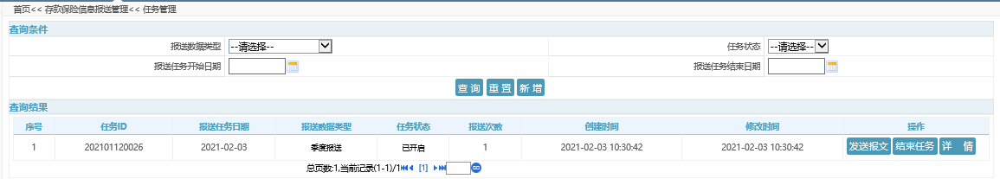 首页<< 存款保险信息报送管理<< 任务管理
查询条件
报送数据类型 --请选择-- 任务状态 --请选择--
报送任务开始日期 报送任务结束日期
查 询 重 置 新 增
查询结果
序号 任务ID 报送任务日期 报送数据类型 任务状态 报送次数 创建时间 修改时间 操作
1 202101120026 2021-02-03 季度报送 已开启 1 2021-02-03 10:30:42 2021-02-03 10:30:42 发送报文 结束任务 详 情
总页数:1,当前记录(1-1)/1 [1] GO